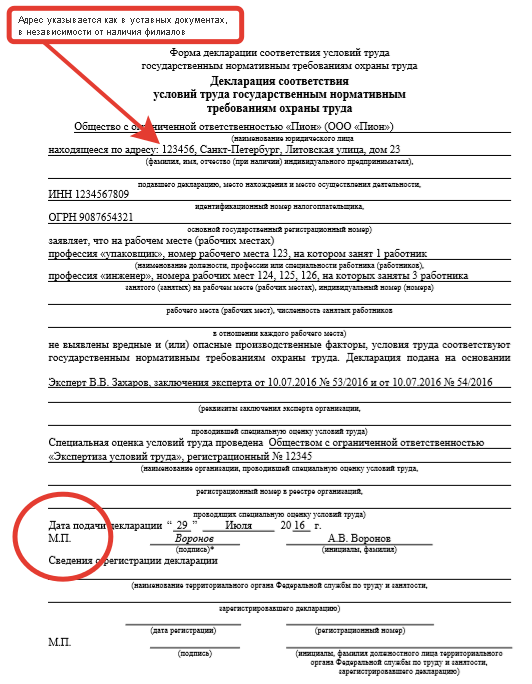 Адрес указывается как в уставных документах,
в независимости от наличия филиалов
Форма декларации соответствия условий труда
государственным нормативным требованиям охраны труда
Декларация соответствия
условий труда государственным нормативным
требованиям охраны труда
Общество с ограниченной ответственностью «Пион» (ООО «Пион»)
(наименование юридического лица
находящееся по адресу: 123456, Санкт-Петербург, Литовская улица, дом 23
(фамилия, имя, отчество (при наличии) индивидуального предпринимателя),
подавшего декларацию, место нахождения и место осуществления деятельности,
ИНН 1234567809
идентификационный номер налогоплательщика,
ОГРН 9087654321
основной государственный регистрационный номер)
заявляет, что на рабочем месте (рабочих местах)
профессия «упаковщик», номер рабочего места 123, на котором занят 1 работник
(наименование должности, профессии или специальности работника (работников),
профессия «инженер», номера рабочих мест 124, 125, 126, на которых заняты 3 работника
занятого (занятых) на рабочем месте (рабочих местах), индивидуальный номер (номера)
рабочего места (рабочих мест), численность занятых работников
в отношении каждого рабочего места)
не выявлены вредные и (или) опасные производственные факторы, условия труда соответствуют
государственным нормативным требованиям охраны труда. Декларация подана на основании
Эксперт В.В. Захаров, заключения эксперта от 10.07.2016 № 53/2016 и от 10.07.2016 № 54/2016
(реквизиты заключения эксперта организации,
проводившей специальную оценку условий труда)
Специальная оценка условий труда проведена Обществом с ограниченной ответственностью
«Экспертиза условий труда», регистрационный № 12345
(наименование организации, проводившей специальную оценку условий труда,
регистрационный номер в реестре организаций,
проводящих специальную оценку условий труда)
Дата подачи декларации “ 29 ” Июля 20 16 г.
М.П. Воронов А.В. Воронов
(подпись)* (инициалы, фамилия)
Сведения о регистрации декларации
(наименование территориального органа Федеральной службы по труду и занятости,
зарегистрировавшего декларацию)
(дата регистрации) (регистрационный номер)
М.П.
(подпись) (инициалы, фамилия должностного лица территориального
органа Федеральной службы по труду и занятости,
зарегистрировавшего декларацию)